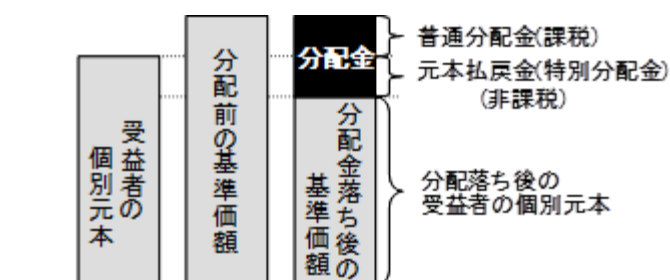 受益者の
個別元本
分配前の基準価額
分配金
分配金落ち後の
基準価額
普通分配金(課税)
元本払戻金(特別分配金)
(非課税)
分配落ち後の
受益者の個別元本